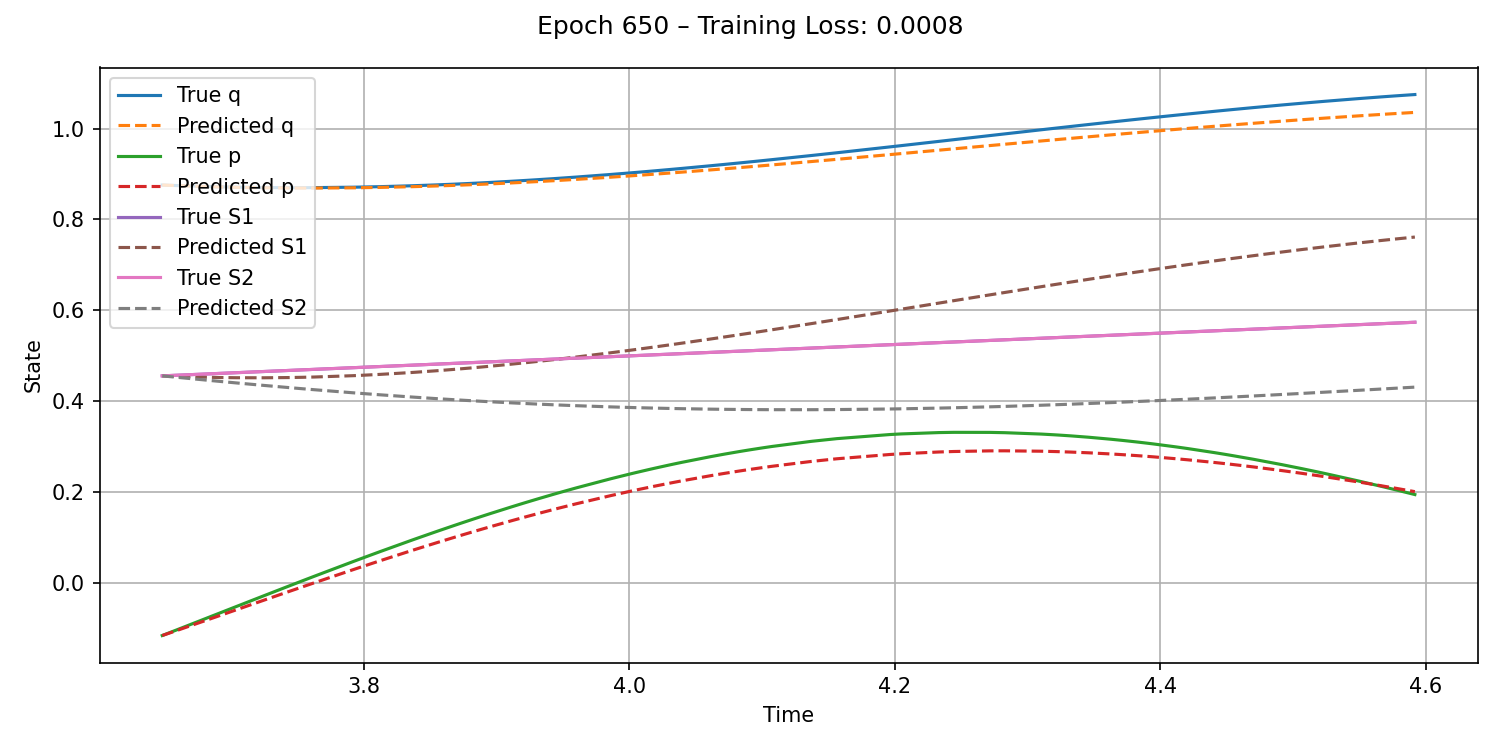 Epoch 650 – Training Loss: 0.0008
True q
Predicted q
True p
Predicted p
True S1
Predicted S1
True S2
Predicted S2
1.0
0.8
0.6
0.4
0.2
0.0
State
3.8 4.0 4.2 4.4 4.6
Time